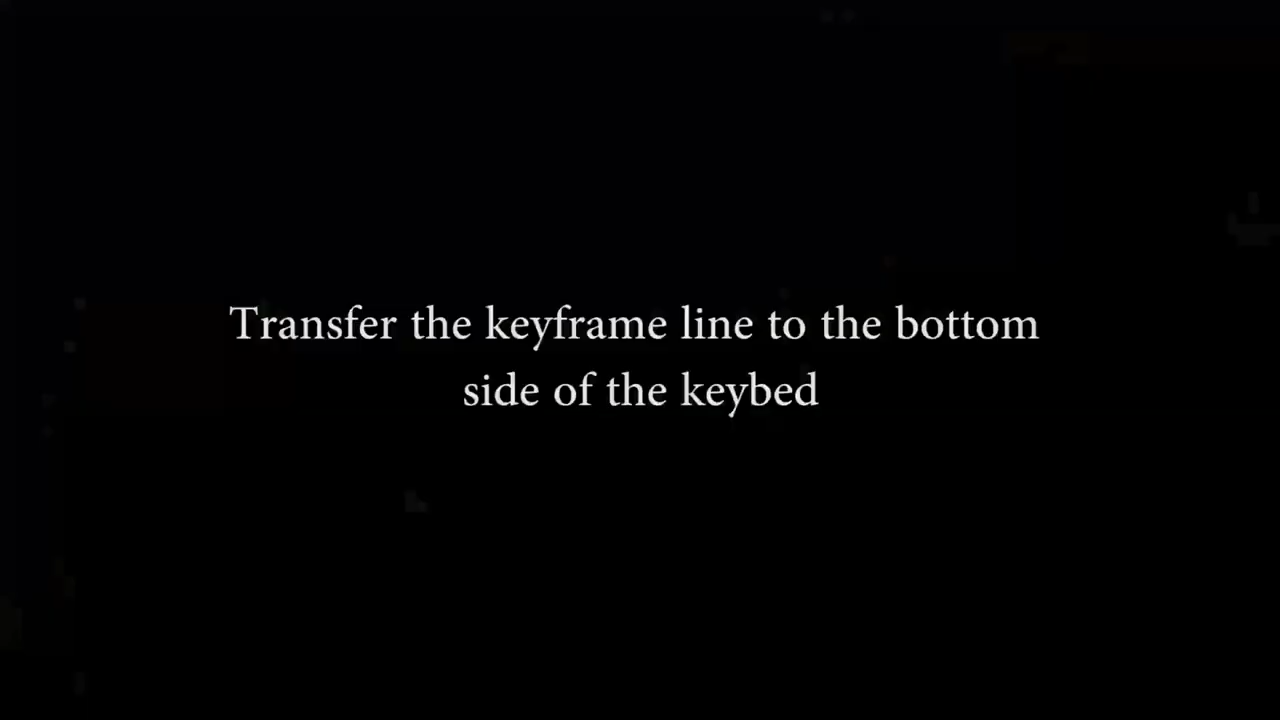 Transfer the keyframe line to the bottom
side of the keybed